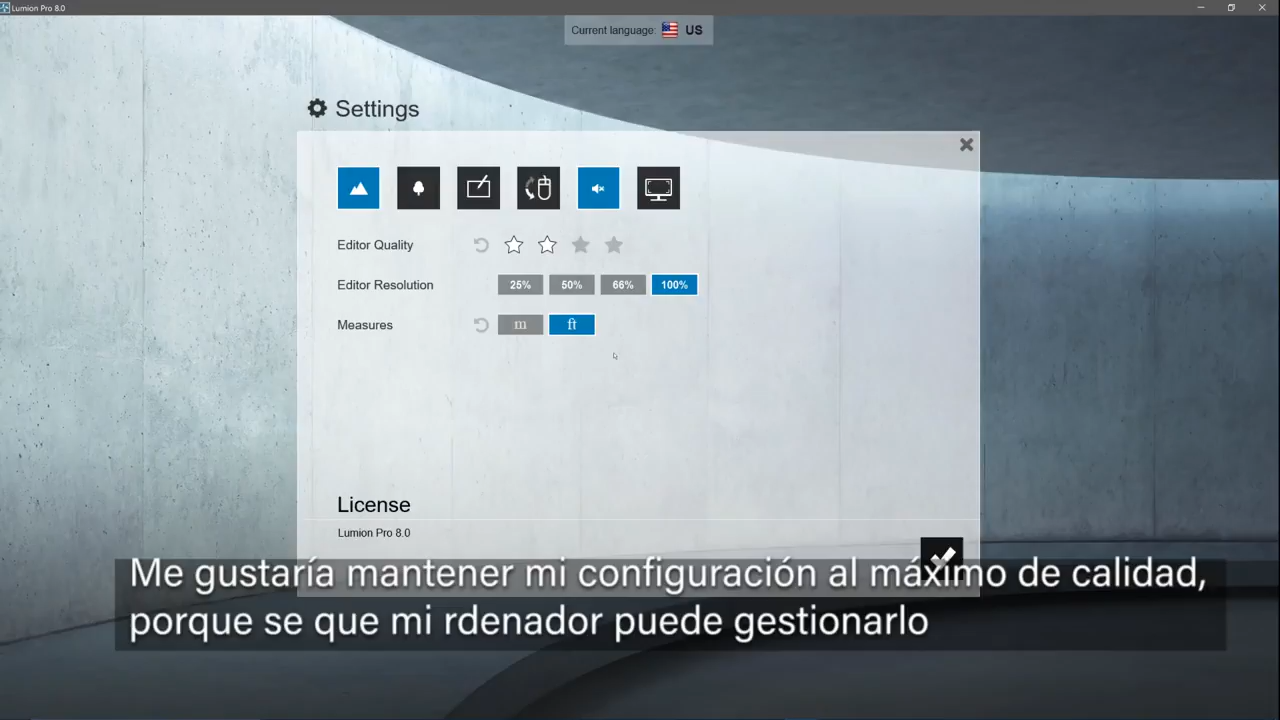 Lumion Pro 8.0
Current language: US
Settings
Editor Quality
Editor Resolution 25% 50% 66% 100%
Measures m ft
License
Lumion Pro 8.0
Me gustaría mantener mi configuración al máximo de calidad,
porque se que mi rdenador puede gestionarlo